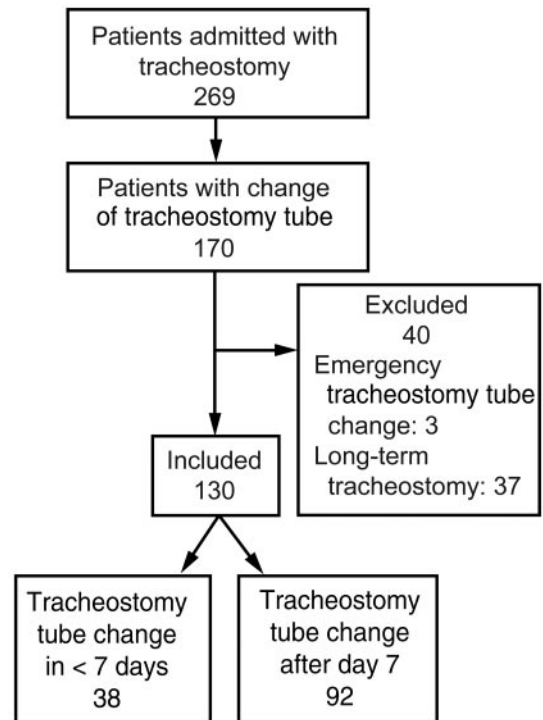 Patients admitted with
tracheostomy
269
Patients with change
of tracheostomy tube
170
Excluded
40
Emergency
tracheostomy tube
change: 3
Long-term
tracheostomy: 37
Included
130
Tracheostomy
tube change
in < 7 days
38
Tracheostomy
tube change
after day 7
92